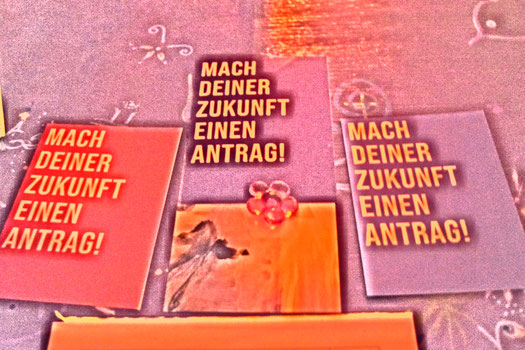 MACH
DEINER
ZUKUNFT
EINEN
ANTRAG!
MACH
DEINER
ZUKUNFT
EINEN
ANTRAG!
MACH
DEINER
ZUKUNFT
EINEN
ANTRAG!